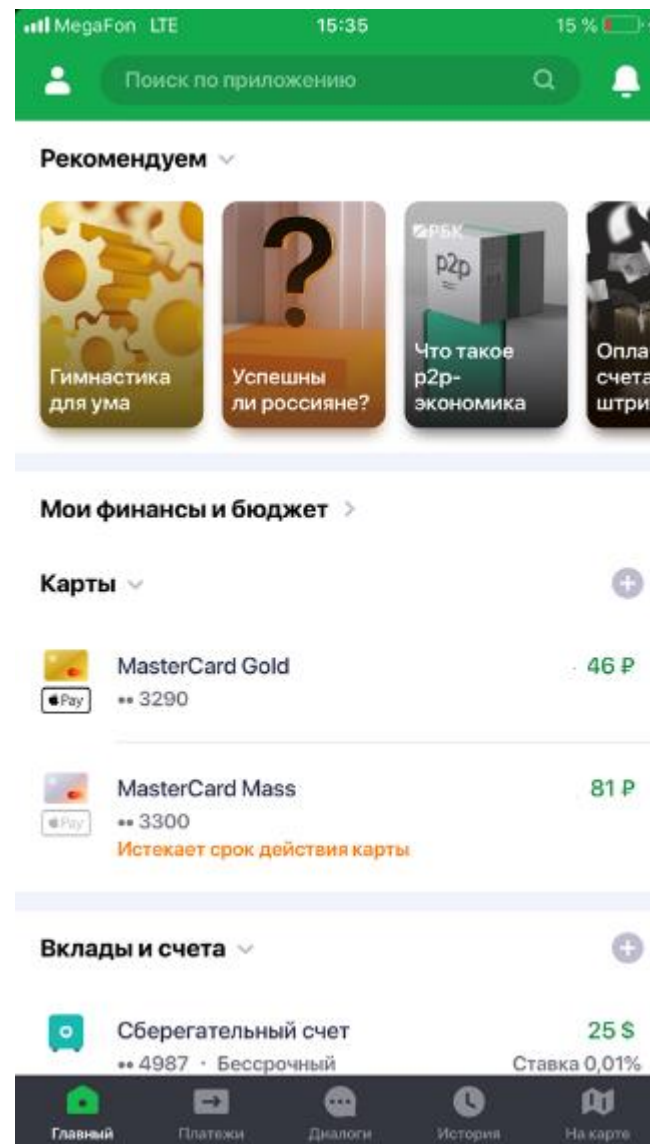 MegaFon LTE 15:35 15 %
Поиск по приложению
Рекомендуем
Гимнастика
для ума
Успешны
ли россияне?
РБК
p2p
Что такое
p2p-
экономика
Опла
счета
штри
Мои финансы и бюджет
Карты
MasterCard Gold 46 ₽
Pay •• 3290
MasterCard Mass 81 ₽
Pay •• 3300
Истекает срок действия карты
Вклады и счета
Сберегательный счет 25 $
•• 4987 · Бессрочный Ставка 0,01%
Главный Платежи Диалоги История На карте